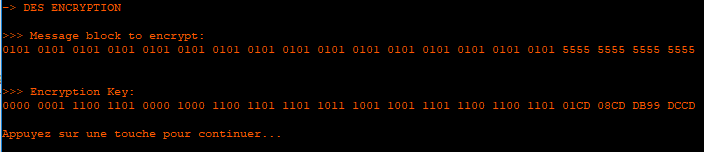 -> DES ENCRYPTION
>>> Message block to encrypt:
0101 0101 0101 0101 0101 0101 0101 0101 0101 0101 0101 0101 0101 0101 0101 0101 5555 5555 5555 5555
>>> Encryption Key:
0000 0001 1100 1101 0000 1000 1100 1101 1101 1011 1001 1001 1101 1100 1100 1101 01CD 08CD DB99 DCCD
Appuyez sur une touche pour continuer...